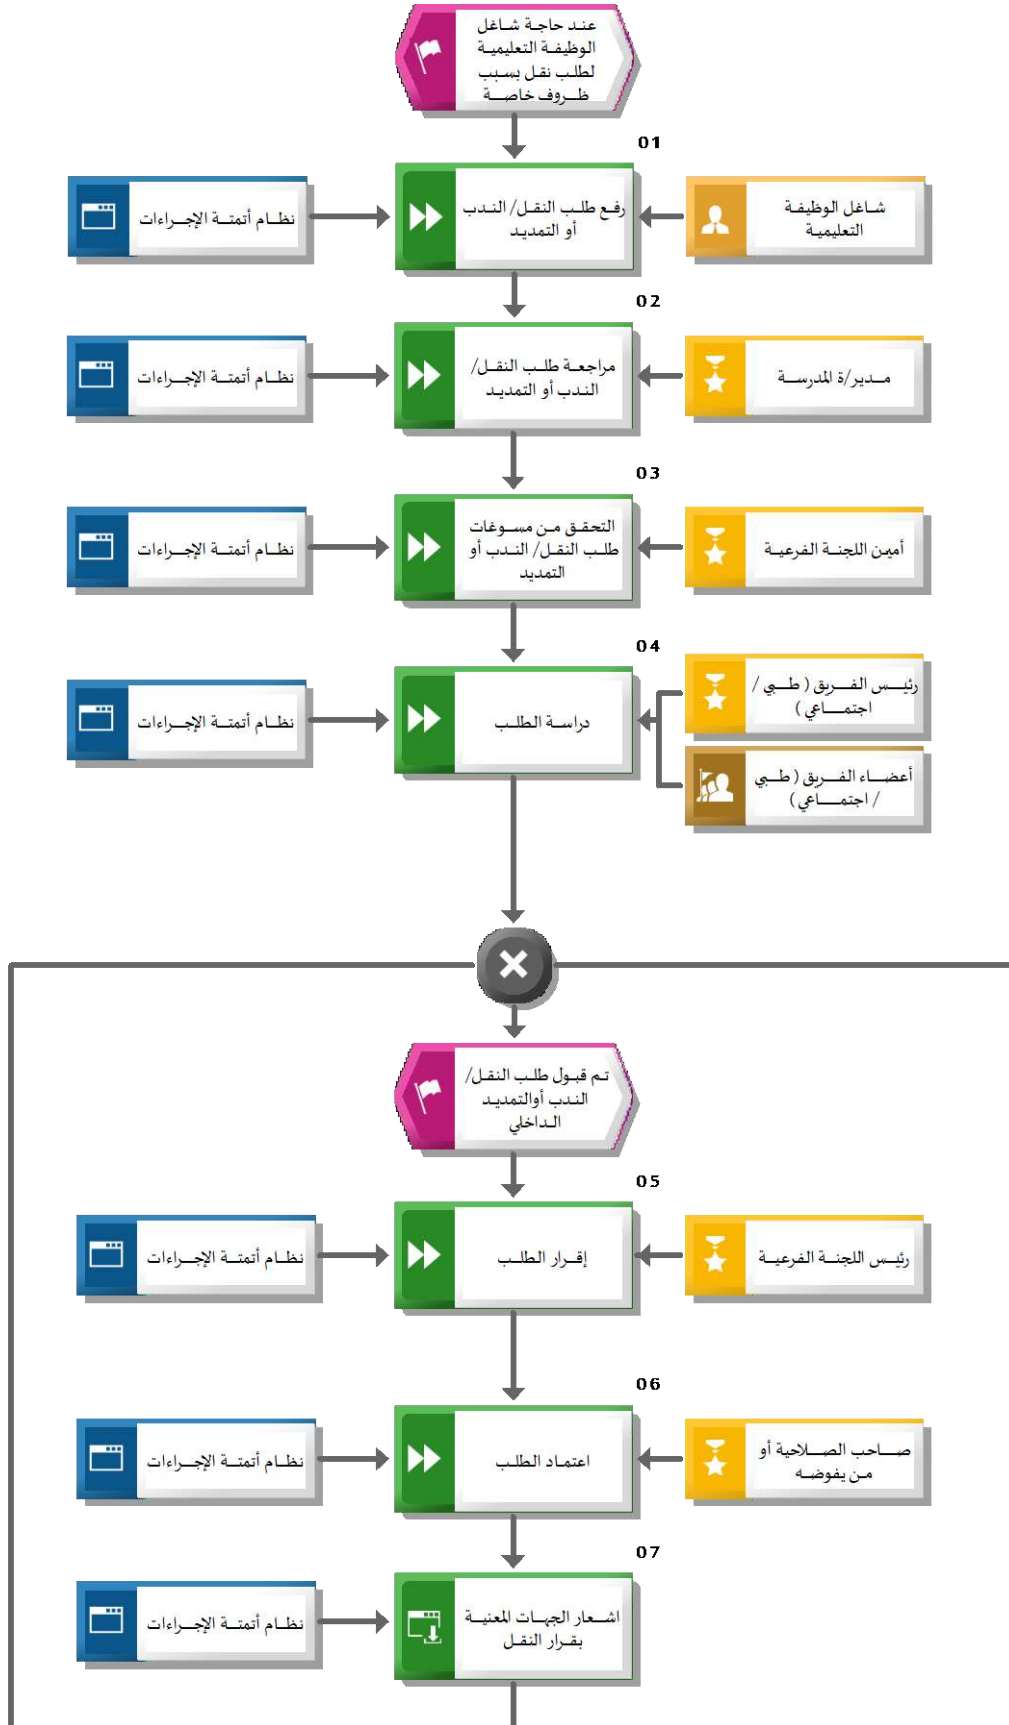 عند حاجة شاغل
الوظيفة التعليمية
لطلب نقل بسبب
ظروف خاصة
01
شاغل الوظيفة
التعليمية
رفع طلب النقل/ الندب
أو التمديد
نظام أتمتة الإجراءات
02
مدير/ة المدرسة
مراجعة طلب النقل/
الندب أو التمديد
نظام أتمتة الإجراءات
03
أمين اللجنة الفرعية
التحقق من مسوغات
طلب النقل/ الندب أو
التمديد
نظام أتمتة الإجراءات
04
رئيس الفريق ( طبي /
اجتماعي )
أعضاء الفريق ( طبي
/ اجتماعي )
دراسة الطلب
نظام أتمتة الإجراءات
تم قبول طلب النقل/
الندب أوالتمديد
الداخلي
05
رئيس اللجنة الفرعية
إقرار الطلب
نظام أتمتة الإجراءات
06
صاحب الصلاحية أو
من يفوضه
اعتماد الطلب
نظام أتمتة الإجراءات
07
اشعار الجهات المعنية
بقرار النقل
نظام أتمتة الإجراءات